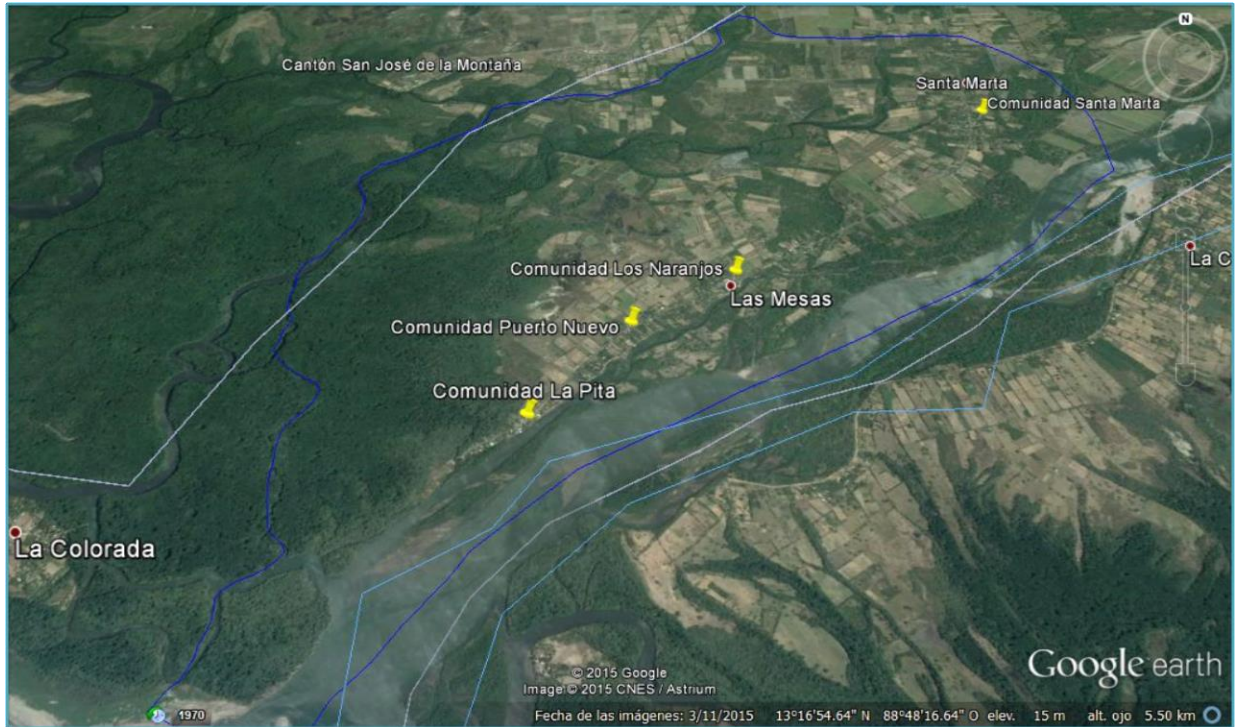 N
Cantón San José de la Montaña
Santa Marta
Comunidad Santa Marta
La C
Comunidad Los Naranjos
Las Mesas
Comunidad Puerto Nuevo
Comunidad La Pita
La Colorada
© 2015 Google
Image © 2015 CNES / Astrium
Google earth
1970
Fecha de las imágenes: 3/11/2015 13°16'54.64" N 88°48'16.64" O elev. 15 m alt. ojo 5.50 km